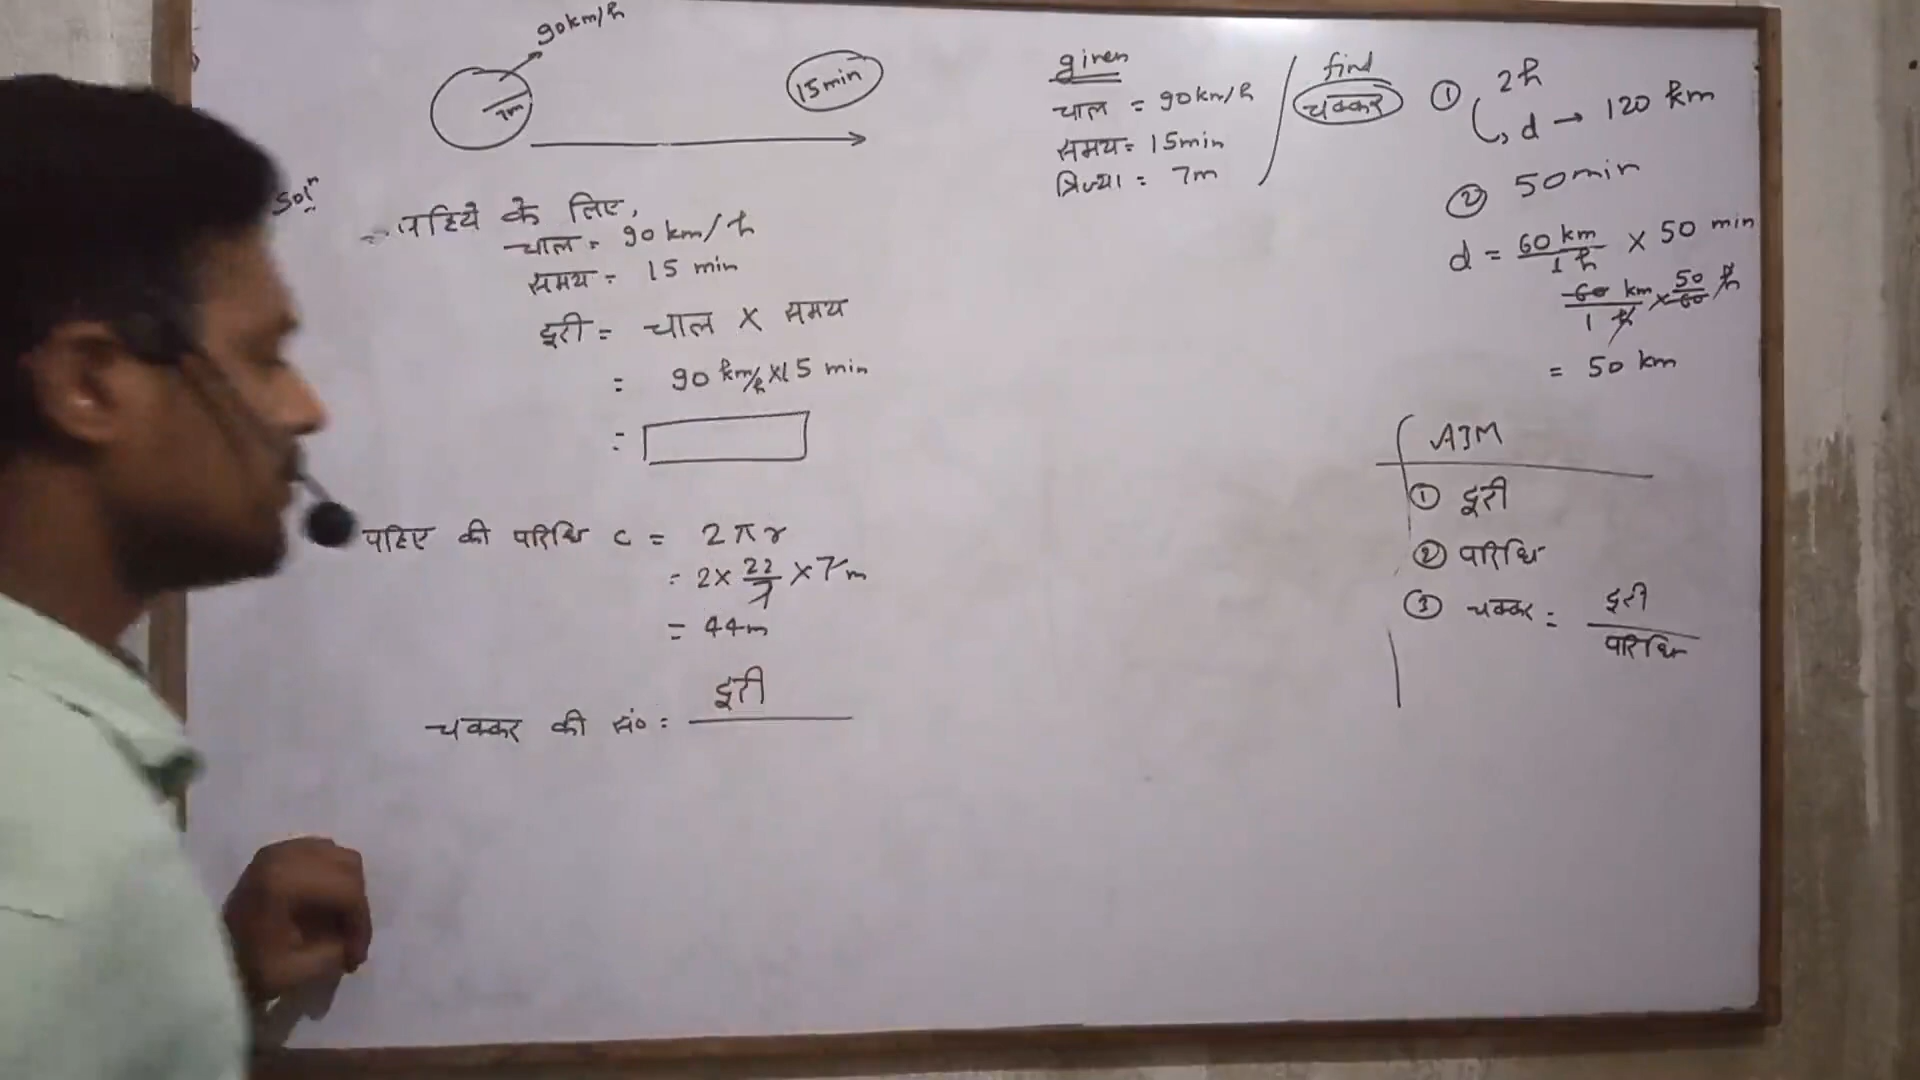 90km/h
7m
15min
Solⁿ
पहिये के लिए,
चाल = 90 km/h
समय = 15 min
दूरी = चाल × समय
= 90 km/h × 15 min
=
पहिए की परिधि c = 2πr
= 2 × 22/7 × 7m
= 44m
चक्कर की सं० = दूरी
given
चाल = 90km/h
समय = 15min
त्रिज्या = 7m
find
चक्कर
① 2h
d → 120 km
② 50min
d = 60 km/1 h × 50 min
60 km/1 h × 50/60 h
= 50 km
AIM
① दूरी
② परिधि
③ चक्कर = दूरी/परिधि